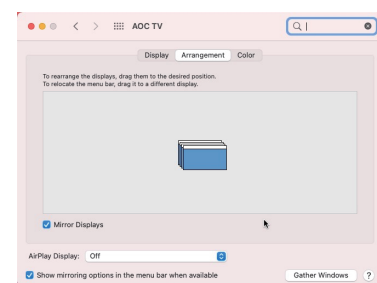 AOC TV
Display Arrangement Color
To rearrange the displays, drag them to the desired position.
To relocate the menu bar, drag it to a different display.
Mirror Displays
AirPlay Display: Off
Show mirroring options in the menu bar when available
Gather Windows ?